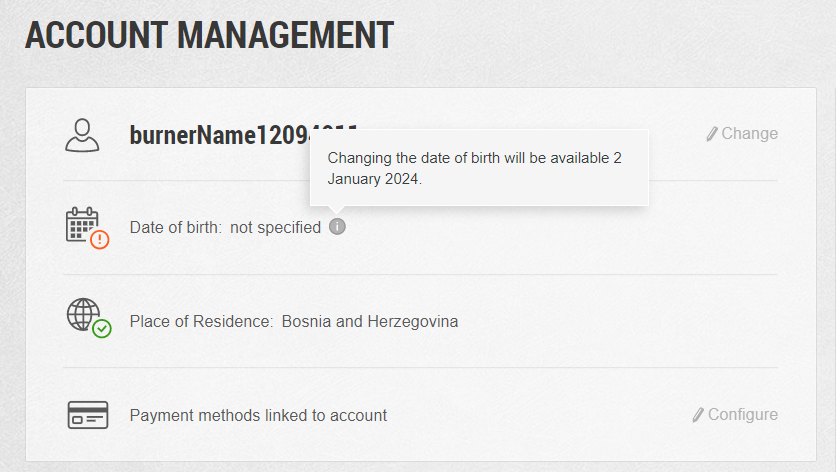 ACCOUNT MANAGEMENT
burnerName1209
Change
Changing the date of birth will be available 2
January 2024.
Date of birth: not specified
Place of Residence: Bosnia and Herzegovina
Payment methods linked to account
Configure